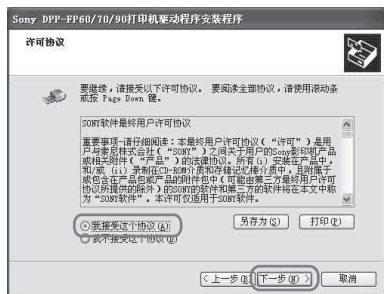 Sony DPP-FP60/70/90打印机驱动程序安装程序
许可协议
要继续，请接受以下许可协议。 要阅读全部协议，请使用滚动条
或按 Page Down 键。
SONY软件最终用户许可协议
重要事项-请仔细阅读：本最终用户许可协议（“许可”）是用
户与索尼株式会社（“SONY”）之间关于用户的Sony影印机产品
或相关附件（“产品”）的法律协议。所有(i) 安装在产品中，
和/或 (ii) 录制在CD-ROM介质和存储记忆棒介质中，且附属于
或包含在产品包或产品的附件包中（可能由第三方最终用户许可
协议所提供的除外）的SONY的软件和第三方的软件将在本文中称
为“SONY软件”。本许可仅适用于SONY软件。
我接受这个协议(A)
我不接受这个协议(D)
另存为(S)
打印(P)
< 上一步(B)
下一步(N) >
取消